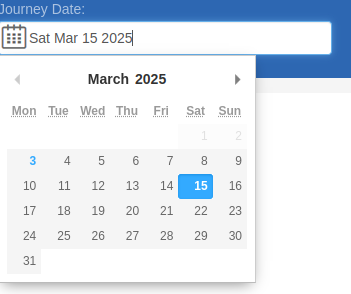 Journey Date:
Sat Mar 15 2025
March 2025
Mon Tue Wed Thu Fri Sat Sun
1 2
3 4 5 6 7 8 9
10 11 12 13 14 15 16
17 18 19 20 21 22 23
24 25 26 27 28 29 30
31